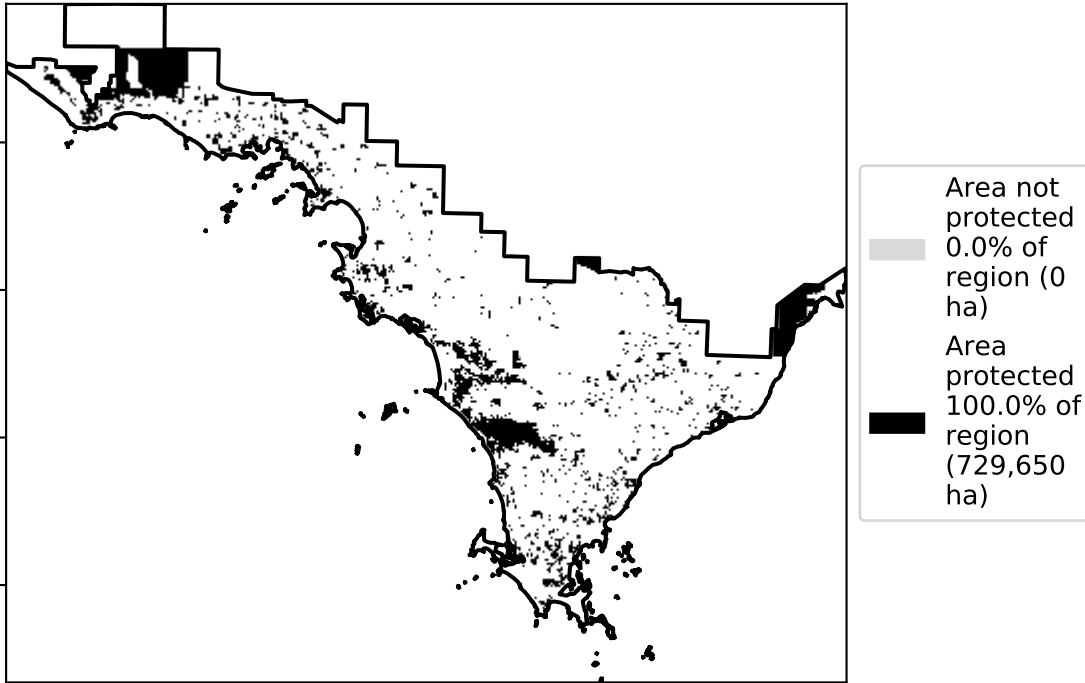 Area not
protected
0.0% of
region (0
ha)
Area
protected
100.0% of
region
(729,650
ha)